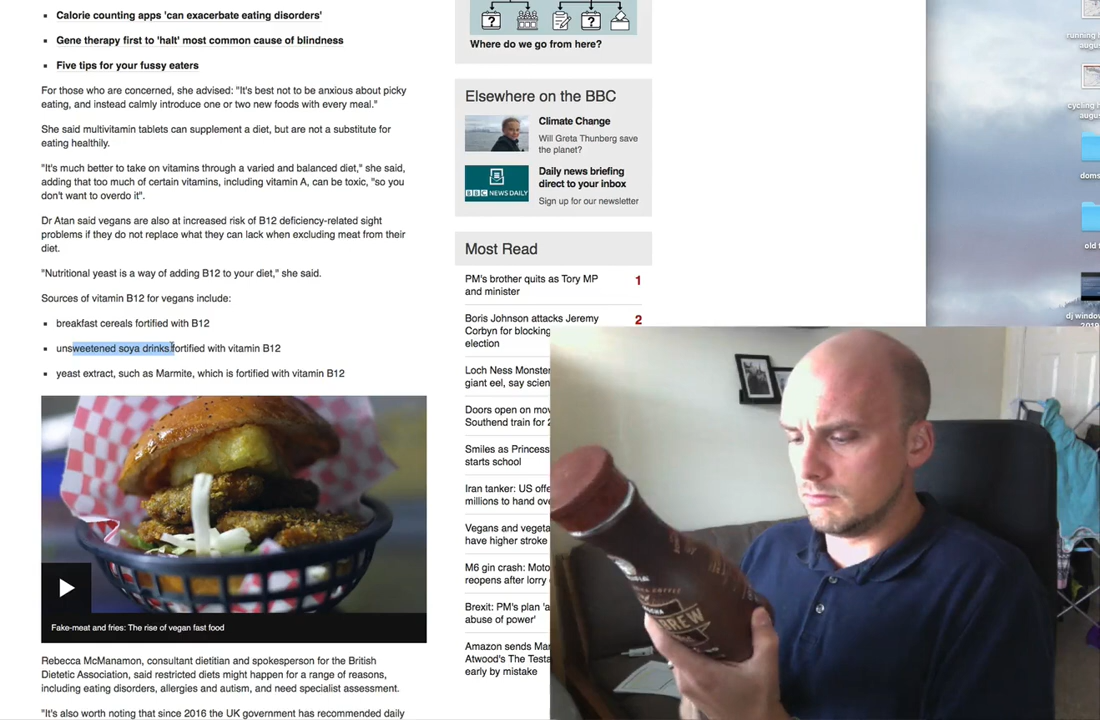 Calorie counting apps 'can exacerbate eating disorders'
Gene therapy first to 'halt' most common cause of blindness
Five tips for your fussy eaters
For those who are concerned, she advised: "It's best not to be anxious about picky
eating, and instead calmly introduce one or two new foods with every meal."
She said multivitamin tablets can supplement a diet, but are not a substitute for
eating healthily.
"It's much better to take on vitamins through a varied and balanced diet," she said,
adding that too much of certain vitamins, including vitamin A, can be toxic, "so you
don't want to overdo it".
Dr Atan said vegans are also at increased risk of B12 deficiency-related sight
problems if they do not replace what they can lack when excluding meat from their
diet.
"Nutritional yeast is a way of adding B12 to your diet," she said.
Sources of vitamin B12 for vegans include:
breakfast cereals fortified with B12
unsweetened soya drinks fortified with vitamin B12
yeast extract, such as Marmite, which is fortified with vitamin B12
Fake-meat and fries: The rise of vegan fast food
Rebecca McManamon, consultant dietitian and spokesperson for the British
Dietetic Association, said restricted diets might happen for a range of reasons,
including eating disorders, allergies and autism, and need specialist assessment.
"It's also worth noting that since 2016 the UK government has recommended daily
Where do we go from here?
Elsewhere on the BBC
Climate Change
Will Greta Thunberg save
the planet?
BBC NEWS DAILY
Daily news briefing
direct to your inbox
Sign up for our newsletter
Most Read
PM's brother quits as Tory MP
and minister
1
Boris Johnson attacks Jeremy
Corbyn for blocking
election
2
Loch Ness Monster
giant eel, say scien
Doors open on mov
Southend train for 2
Smiles as Princess
starts school
Iran tanker: US offe
millions to hand ove
Vegans and vegeta
have higher stroke
M6 gin crash: Moto
reopens after lorry
Brexit: PM's plan 'a
abuse of power'
Amazon sends Mar
Atwood's The Testa
early by mistake
running
augus
cycling
augus
doms
old f
dj window
BREW